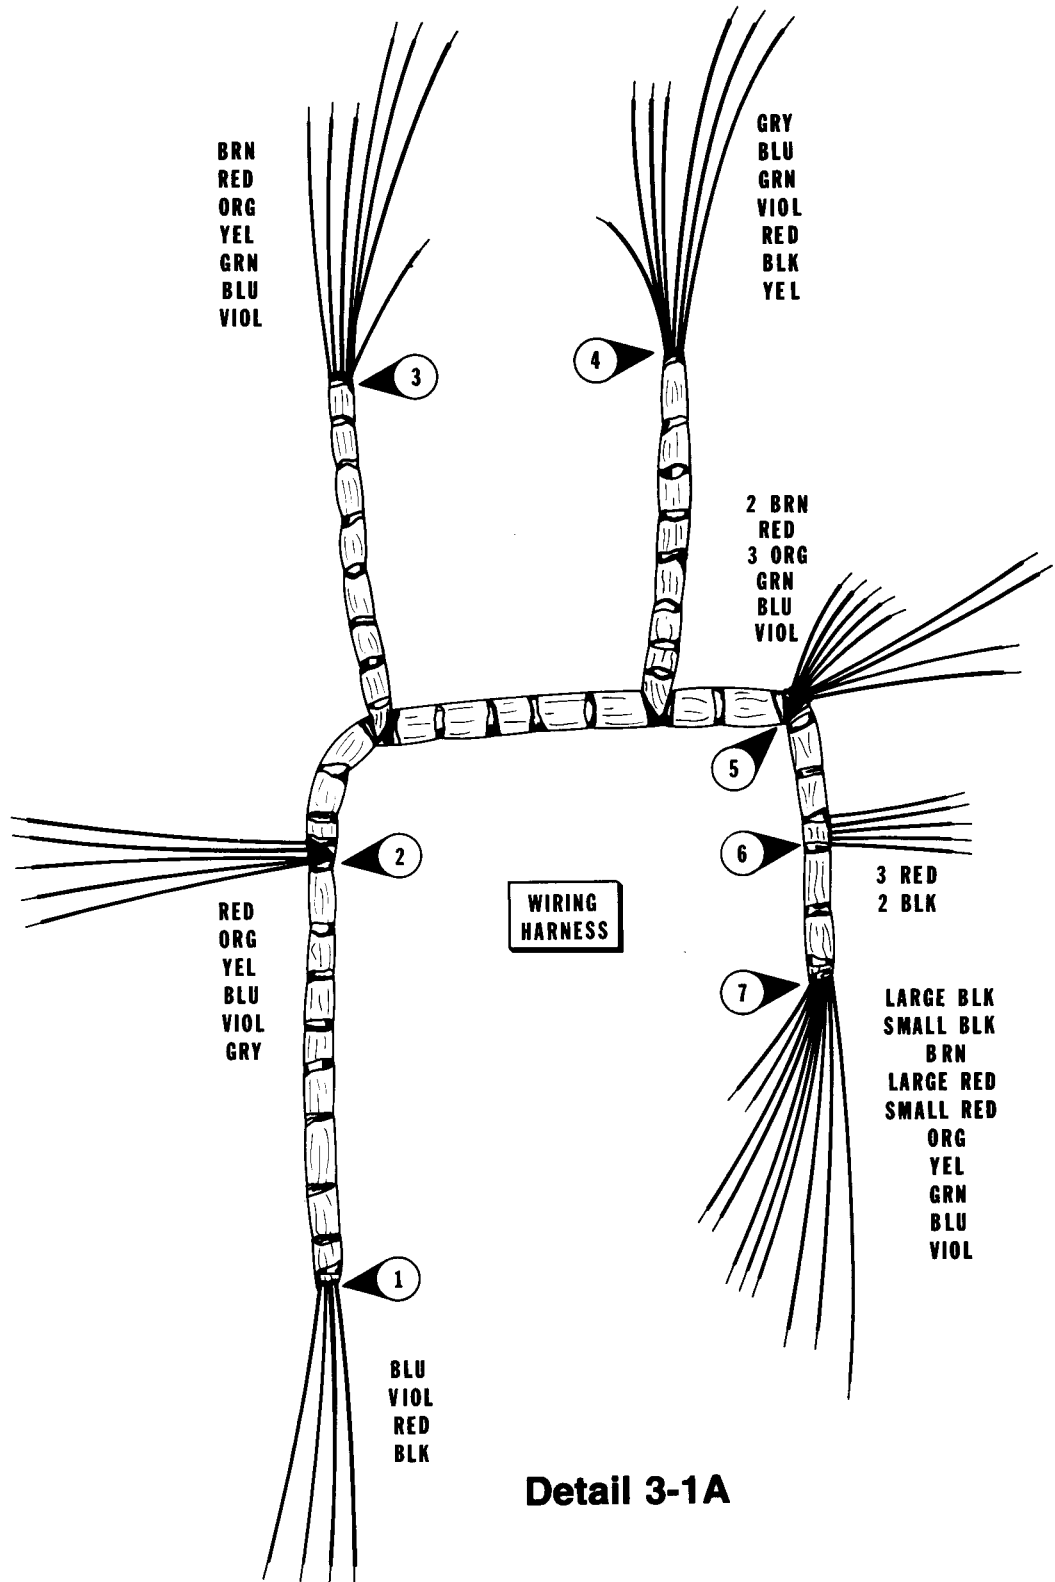 BRN
RED
ORG
YEL
GRN
BLU
VIOL
3
GRY
BLU
GRN
VIOL
RED
BLK
YEL
4
2 BRN
RED
3 ORG
GRN
BLU
VIOL
5
2
RED
ORG
YEL
BLU
VIOL
GRY
WIRING
HARNESS
6
3 RED
2 BLK
7
LARGE BLK
SMALL BLK
BRN
LARGE RED
SMALL RED
ORG
YEL
GRN
BLU
VIOL
1
BLU
VIOL
RED
BLK
Detail 3-1A